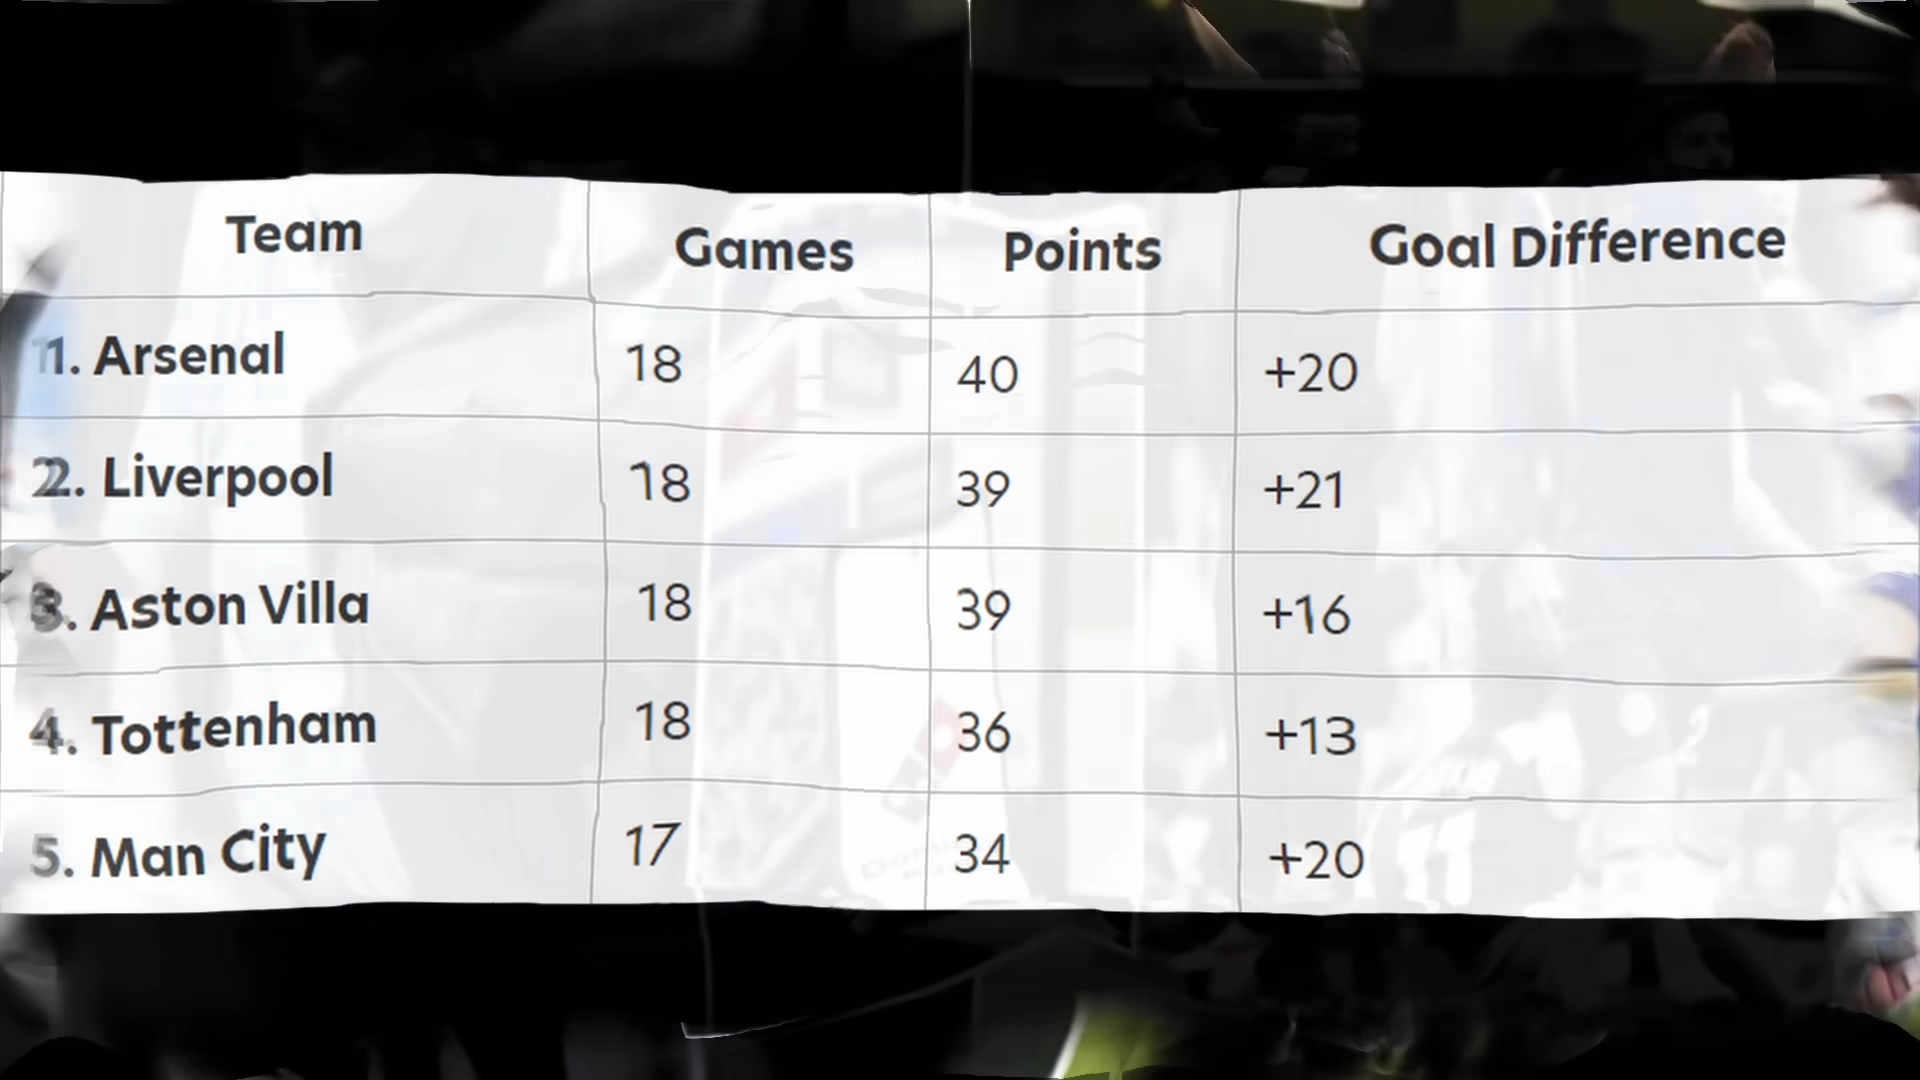 Team Games Points Goal Difference
1. Arsenal 18 40 +20
2. Liverpool 18 39 +21
3. Aston Villa 18 39 +16
4. Tottenham 18 36 +13
5. Man City 17 34 +20